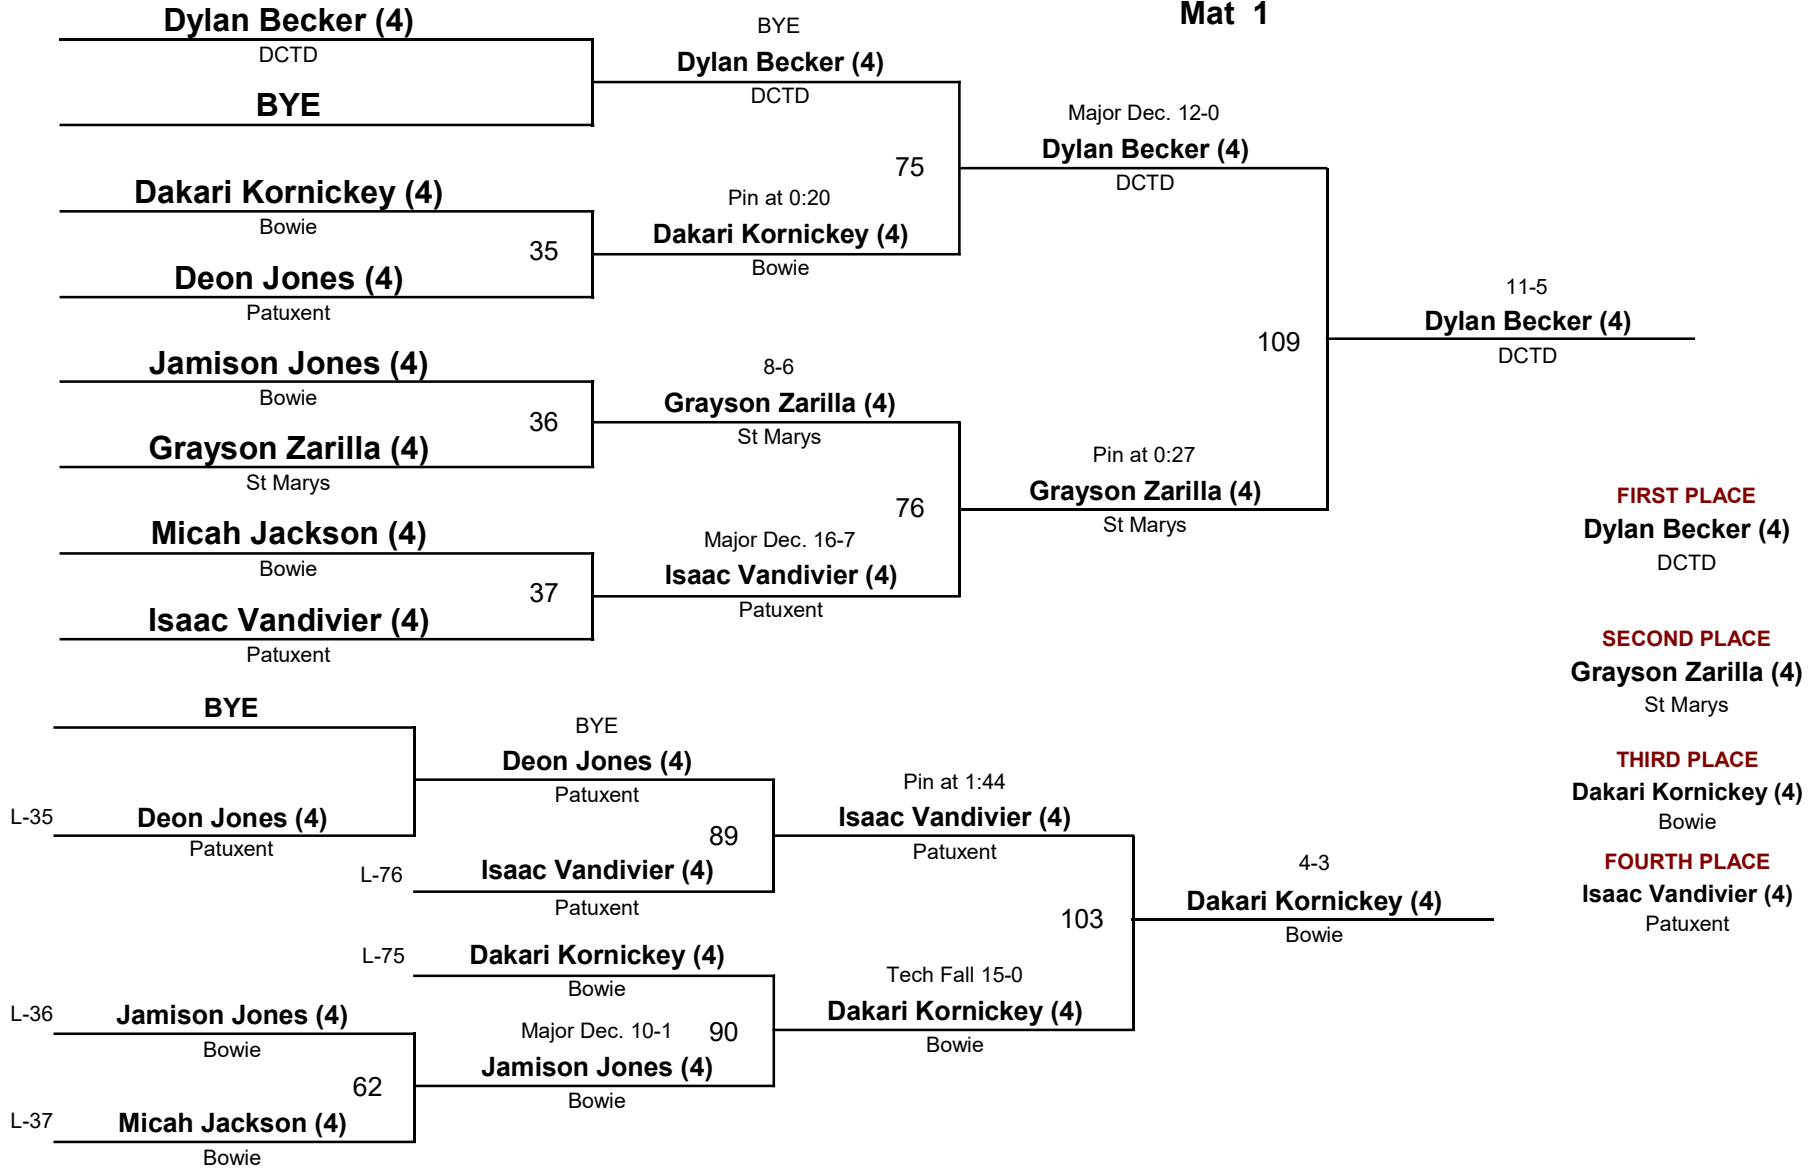 Mat 1
Dylan Becker (4)
DCTD
BYE
Dakari Kornickey (4)
Bowie
35
Deon Jones (4)
Patuxent
Jamison Jones (4)
Bowie
36
Grayson Zarilla (4)
St Marys
Micah Jackson (4)
Bowie
37
Isaac Vandivier (4)
Patuxent
BYE
Dylan Becker (4)
DCTD
75
Pin at 0:20
Dakari Kornickey (4)
Bowie
8-6
Grayson Zarilla (4)
St Marys
76
Major Dec. 16-7
Isaac Vandivier (4)
Patuxent
Major Dec. 12-0
Dylan Becker (4)
DCTD
109
Pin at 0:27
Grayson Zarilla (4)
St Marys
11-5
Dylan Becker (4)
DCTD
FIRST PLACE
Dylan Becker (4)
DCTD
SECOND PLACE
Grayson Zarilla (4)
St Marys
THIRD PLACE
Dakari Kornickey (4)
Bowie
FOURTH PLACE
Isaac Vandivier (4)
Patuxent
BYE
L-35
Deon Jones (4)
Patuxent
L-36
Jamison Jones (4)
Bowie
62
L-37
Micah Jackson (4)
Bowie
BYE
Deon Jones (4)
Patuxent
89
L-76
Isaac Vandivier (4)
Patuxent
L-75
Dakari Kornickey (4)
Bowie
Major Dec. 10-1
90
Jamison Jones (4)
Bowie
Pin at 1:44
Isaac Vandivier (4)
Patuxent
103
Tech Fall 15-0
Dakari Kornickey (4)
Bowie
4-3
Dakari Kornickey (4)
Bowie